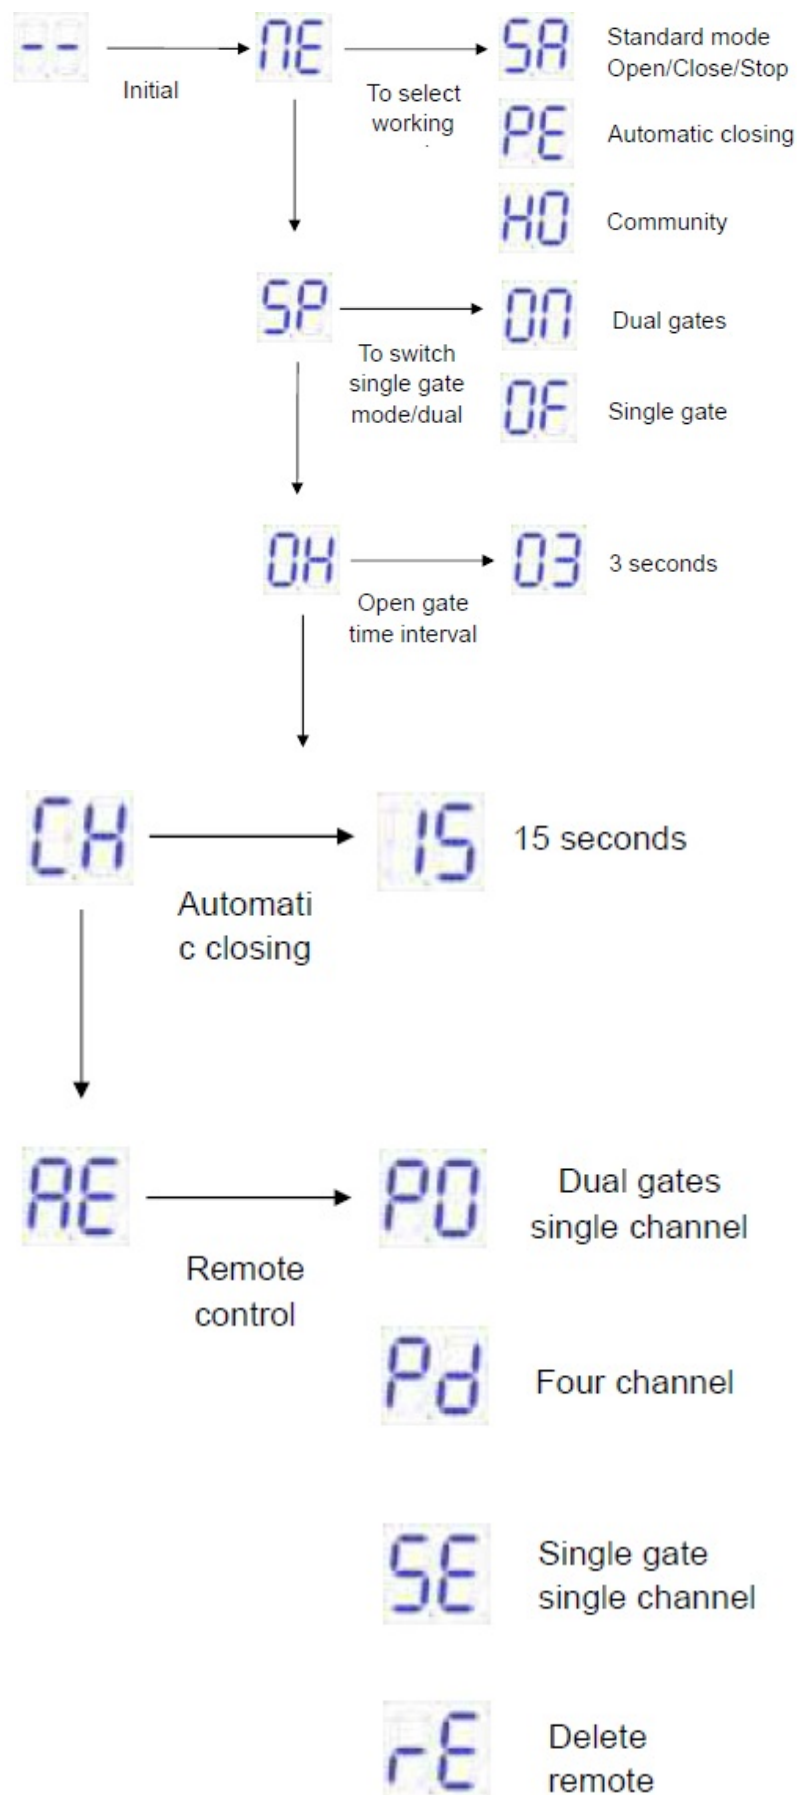 --
Initial
ME
To select
working
SA
Standard mode
Open/Close/Stop
PE
Automatic closing
HO
Community
SP
To switch
single gate
mode/dual
ON
Dual gates
OF
Single gate
OH
Open gate
time interval
03
3 seconds
CH
Automati
c closing
15
15 seconds
AE
Remote
control
PO
Dual gates
single channel
Pd
Four channel
SE
Single gate
single channel
rE
Delete
remote